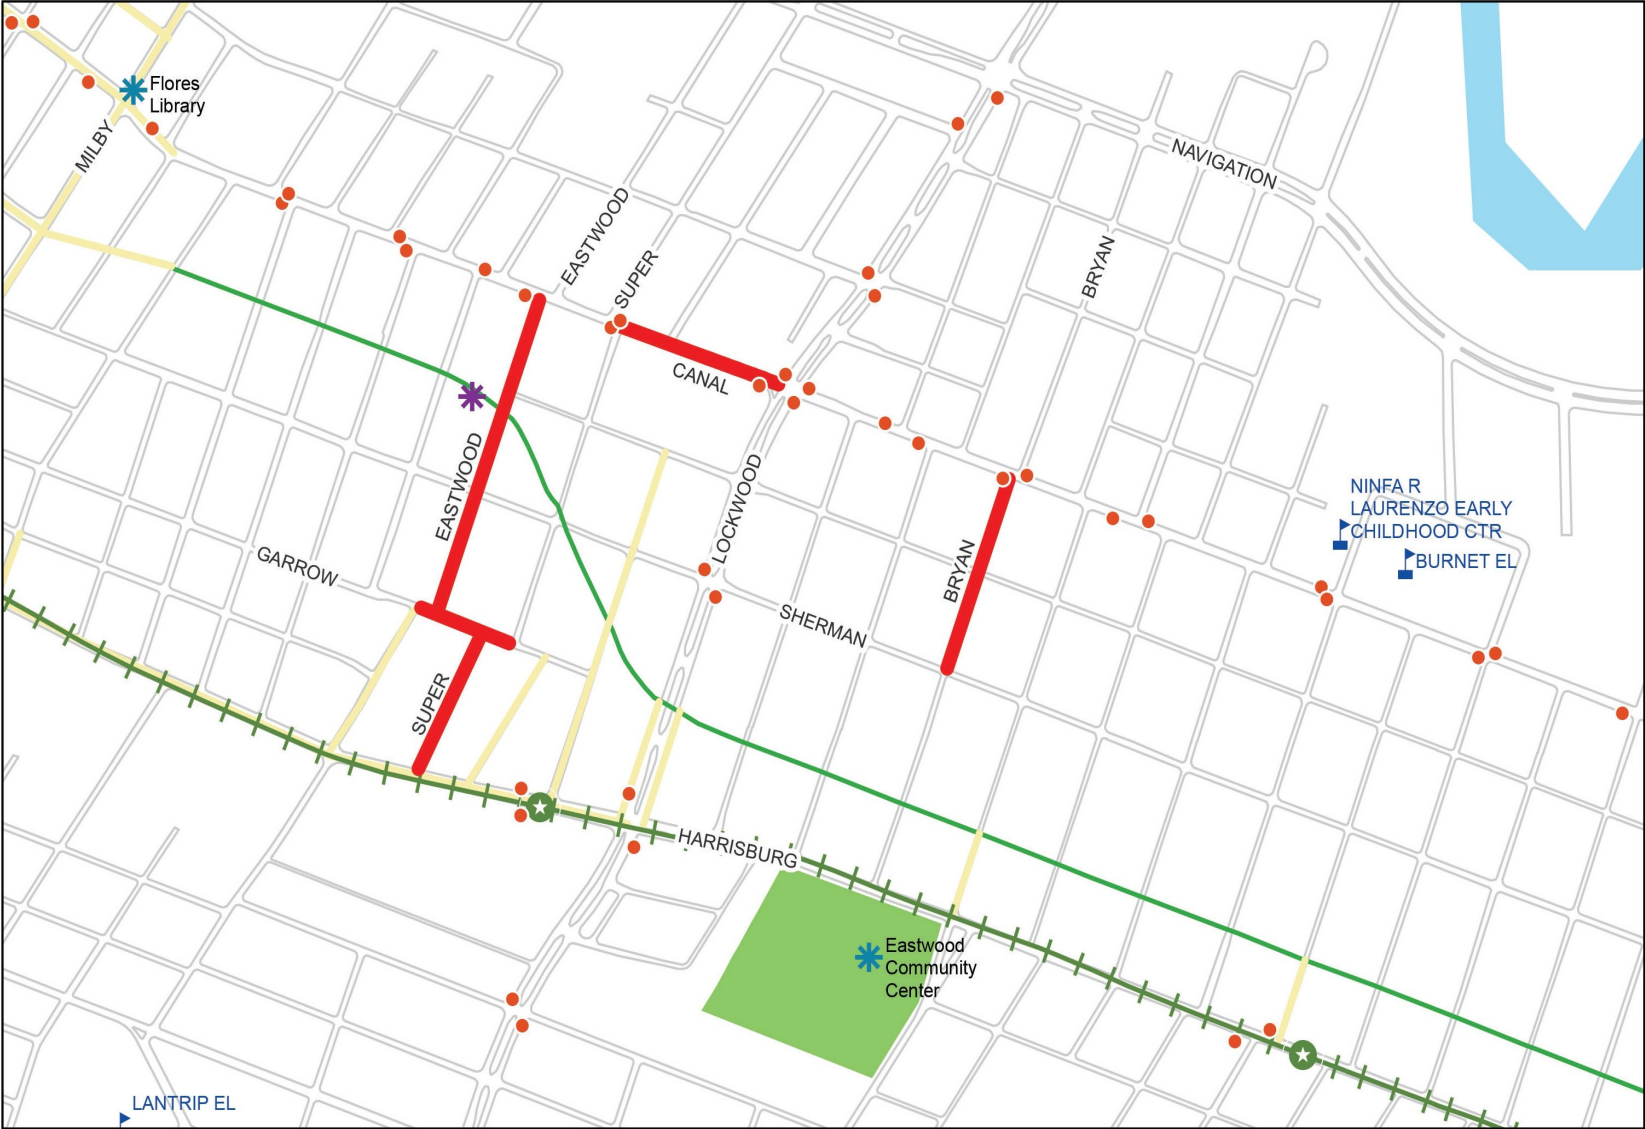 Flores
Library
MILBY
NAVIGATION
EASTWOOD
SUPER
BRYAN
CANAL
EASTWOOD
LOCKWOOD
NINFA R
LAURENZO EARLY
CHILDHOOD CTR
BURNET EL
GARROW
BRYAN
SHERMAN
SUPER
HARRISBURG
Eastwood
Community
Center
LANTRIP EL